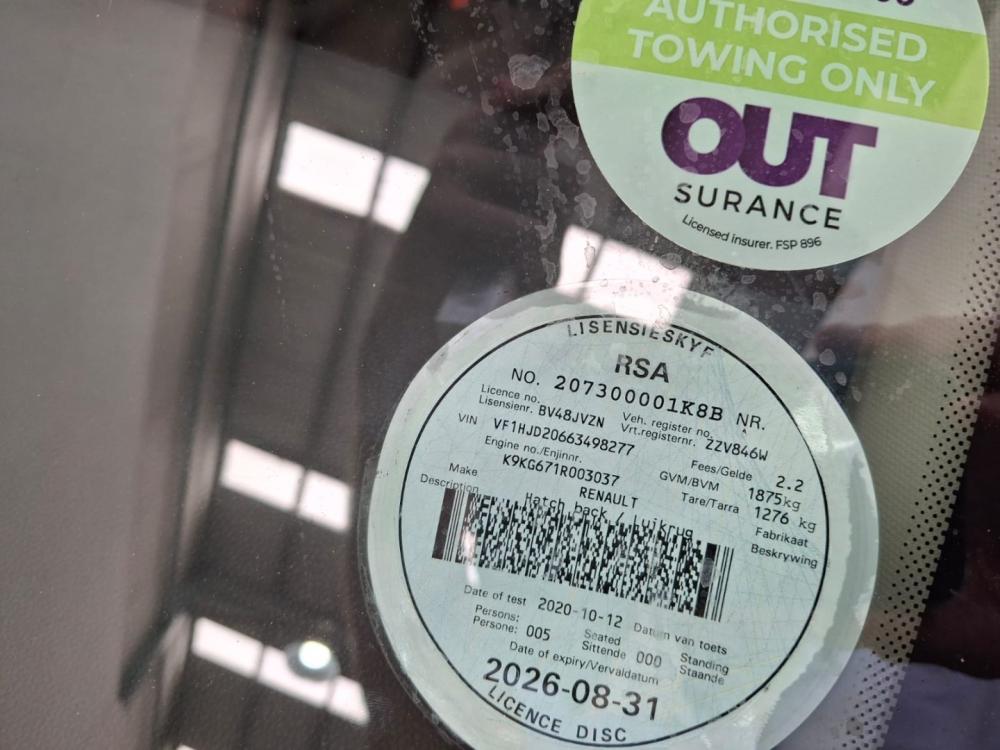 AUTHORISED
TOWING ONLY
OUT
SURANCE
Licensed insurer. FSP 896
LISENSIESKYF
RSA
NO. 207300001K8B NR.
Licence no. Veh. register no.
Lisensienr. BV48JVZN Vrt.registernr. ZZV846W
VIN VF1HJD20663498277 Fees/Gelde 2.2
Engine no./Enjinnr. GVM/BVM 1875kg
K9KG671R003037 Tare/Tarra 1276 kg
Make RENAULT Fabrikaat
Description Hatch back / Luikrug Beskrywing
Date of test 2020-10-12 Datum van toets
Persons: Seated Standing
Persone: 005 Sittende 000 Staande
Date of expiry/Vervaldatum
2026-08-31
LICENCE DISC